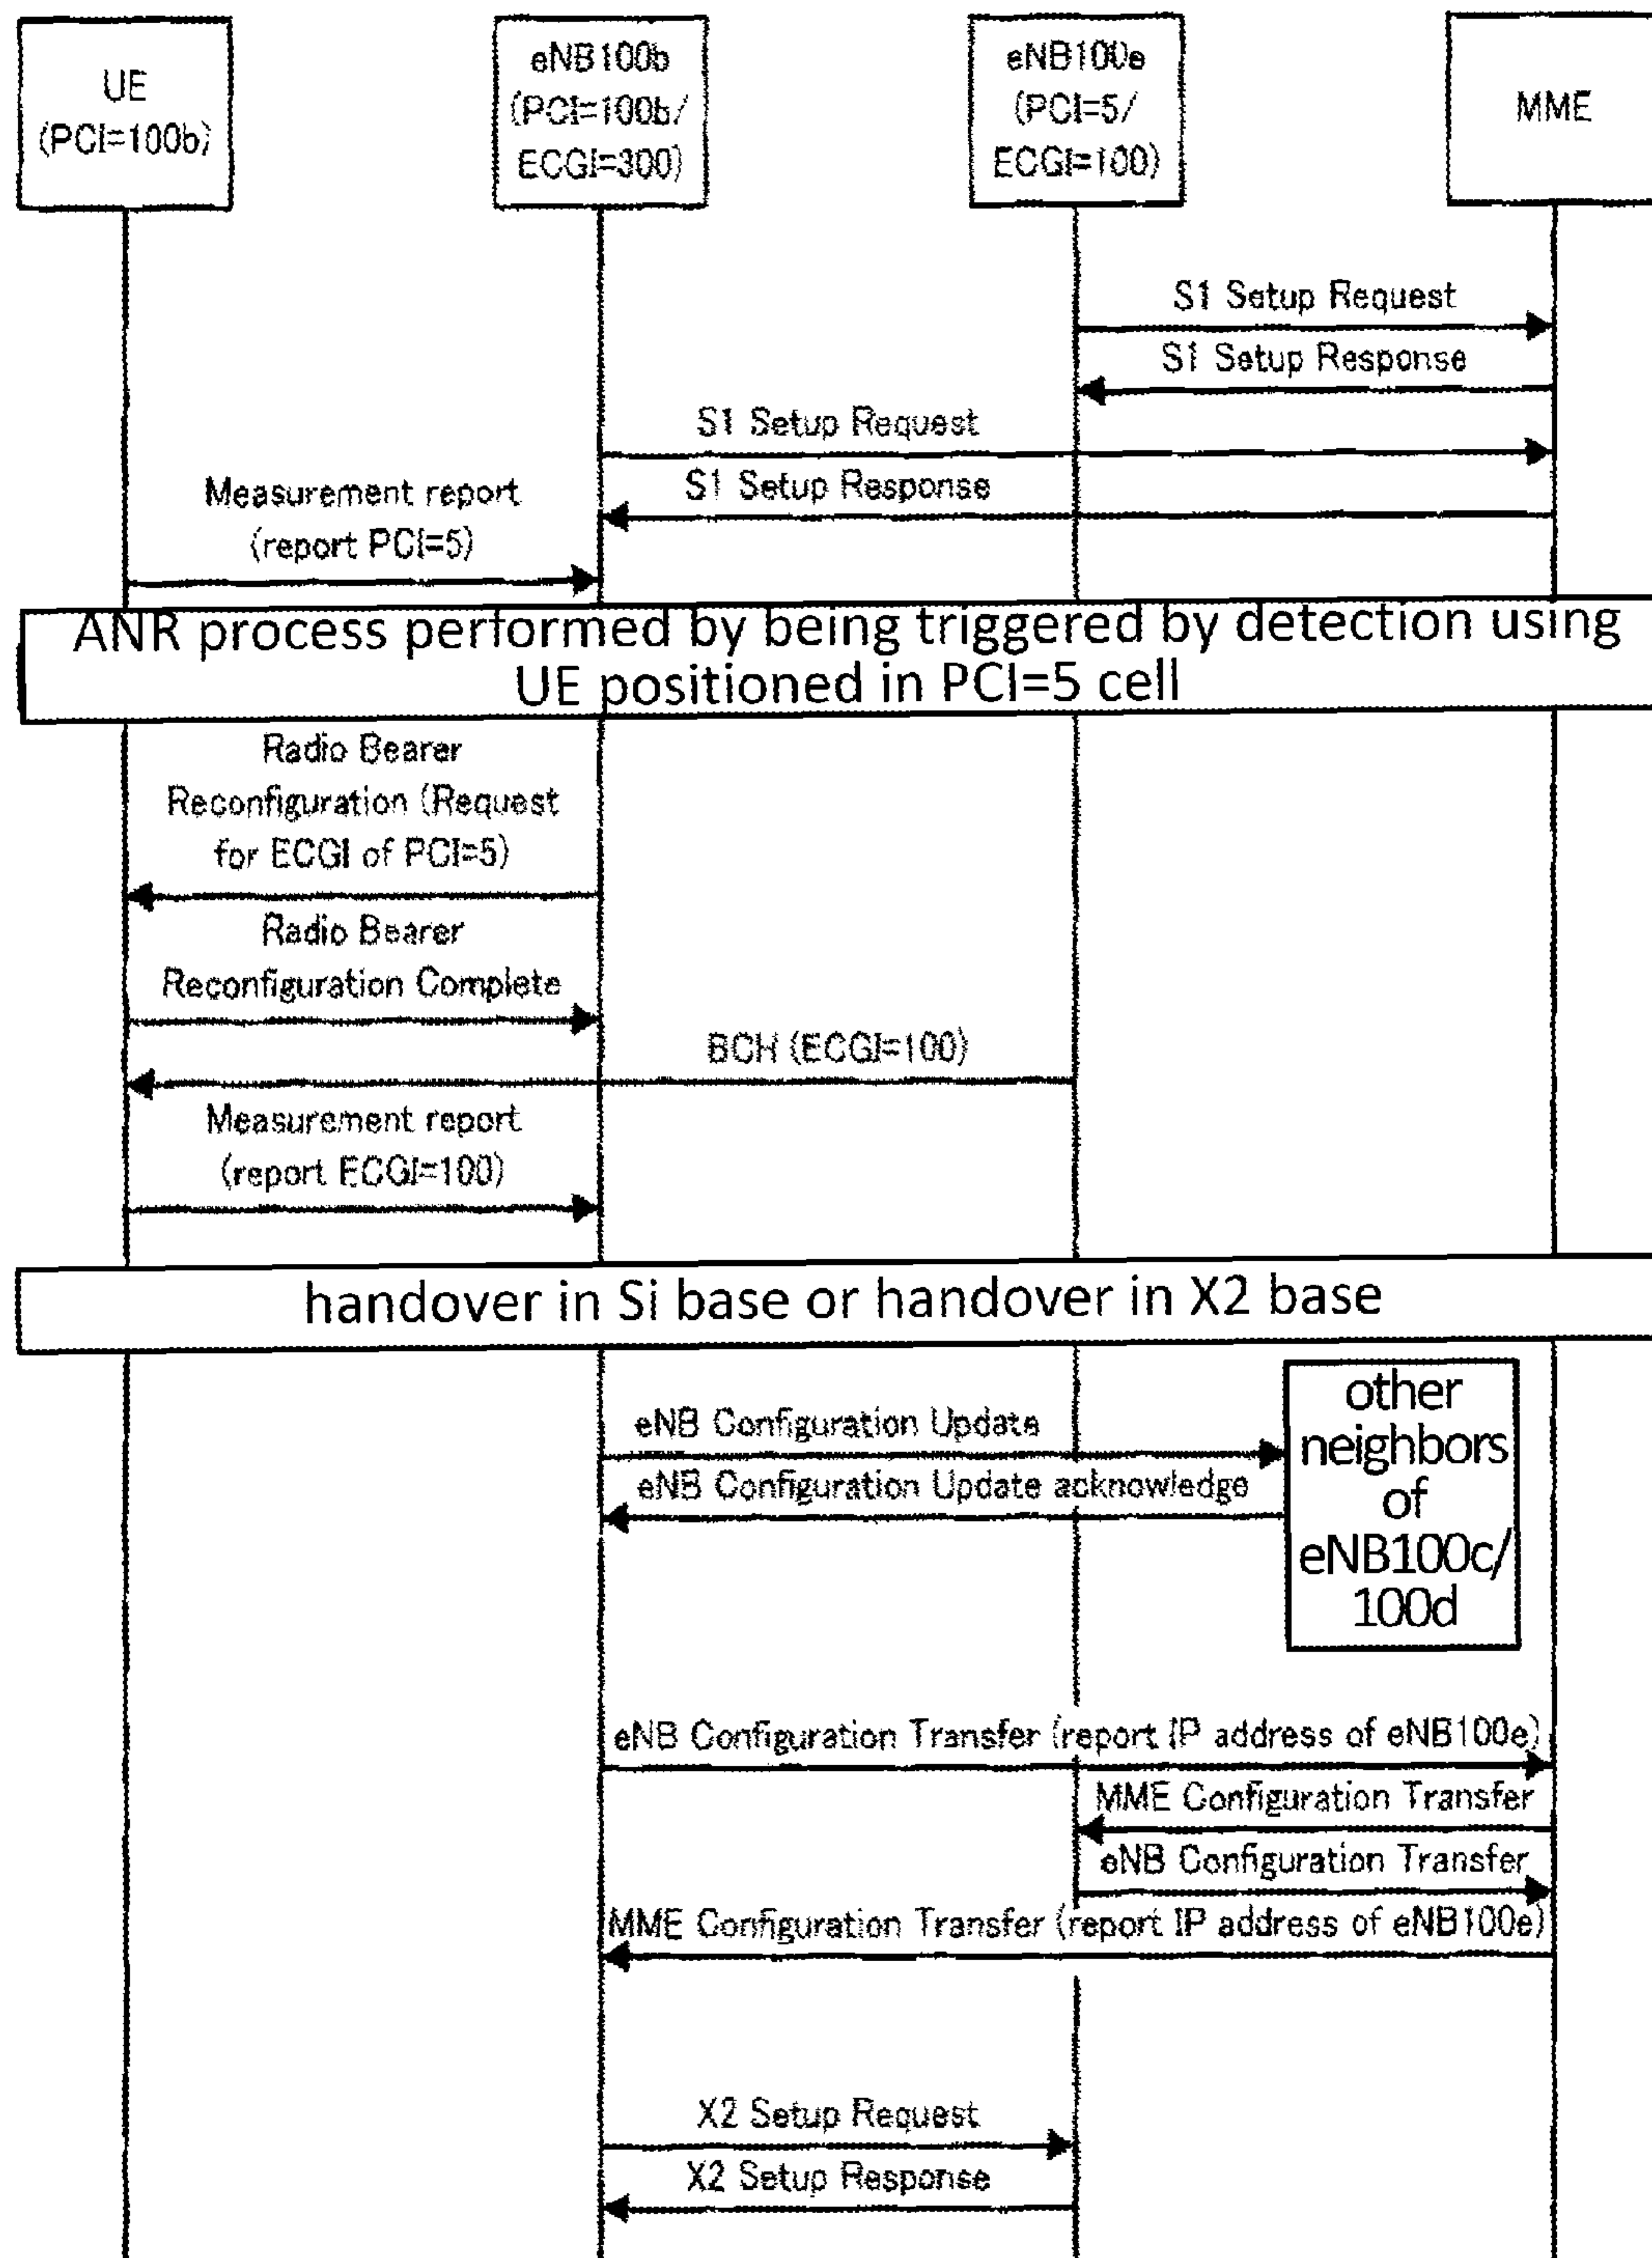 UE
(PCI=100b)
eNB100b
(PCI=100b/
ECGI=300)
eNB100e
(PCI=5/
ECGI=100)
MME
S1 Setup Request
S1 Setup Response
S1 Setup Request
S1 Setup Response
Measurement report
(report PCI=5)
ANR process performed by being triggered by detection using
UE positioned in PCI=5 cell
Radio Bearer
Reconfiguration (Request
for ECGI of PCI=5)
Radio Bearer
Reconfiguration Complete
BCH (ECGI=100)
Measurement report
(report ECGI=100)
handover in Si base or handover in X2 base
other
neighbors
of
eNB100c/
100d
eNB Configuration Update
eNB Configuration Update acknowledge
eNB Configuration Transfer (report IP address of eNB100e)
MME Configuration Transfer
eNB Configuration Transfer
MME Configuration Transfer (report IP address of eNB100e)
X2 Setup Request
X2 Setup Response